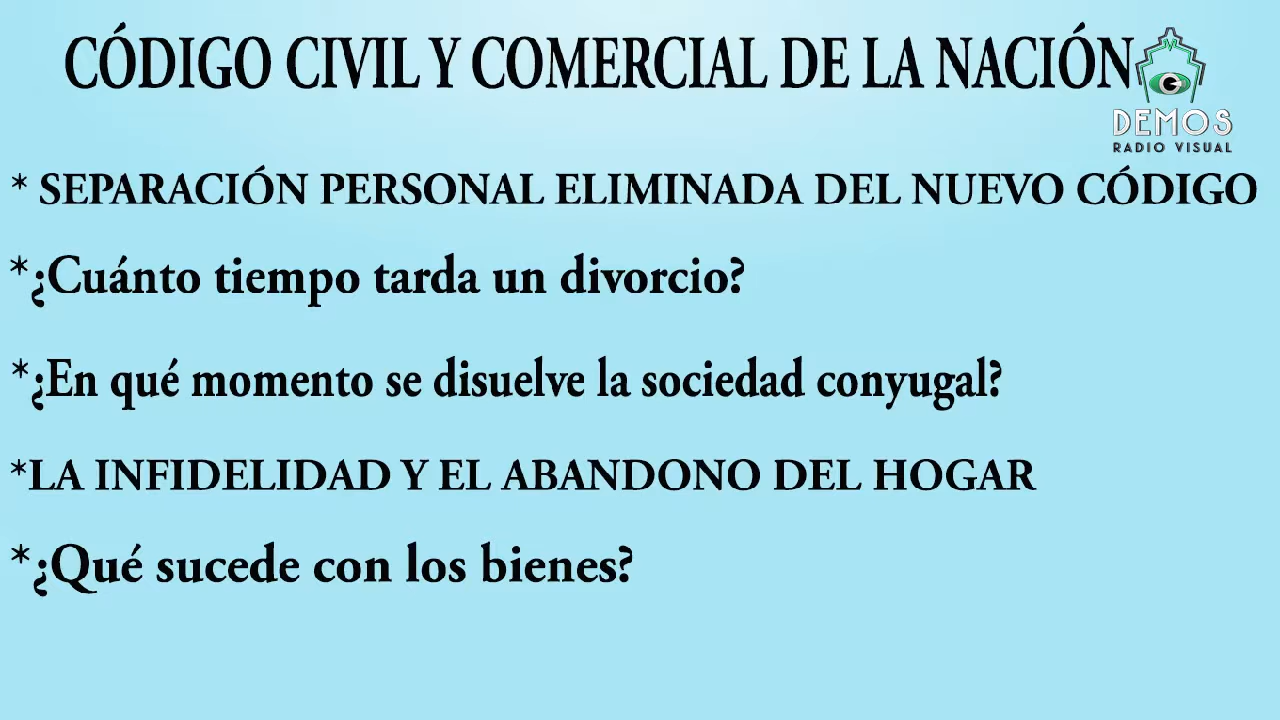 CÓDIGO CIVIL Y COMERCIAL DE LA NACIÓN
DEMOS
RADIO VISUAL
* SEPARACIÓN PERSONAL ELIMINADA DEL NUEVO CÓDIGO
*¿Cuánto tiempo tarda un divorcio?
*¿En qué momento se disuelve la sociedad conyugal?
*LA INFIDELIDAD Y EL ABANDONO DEL HOGAR
*¿Qué sucede con los bienes?